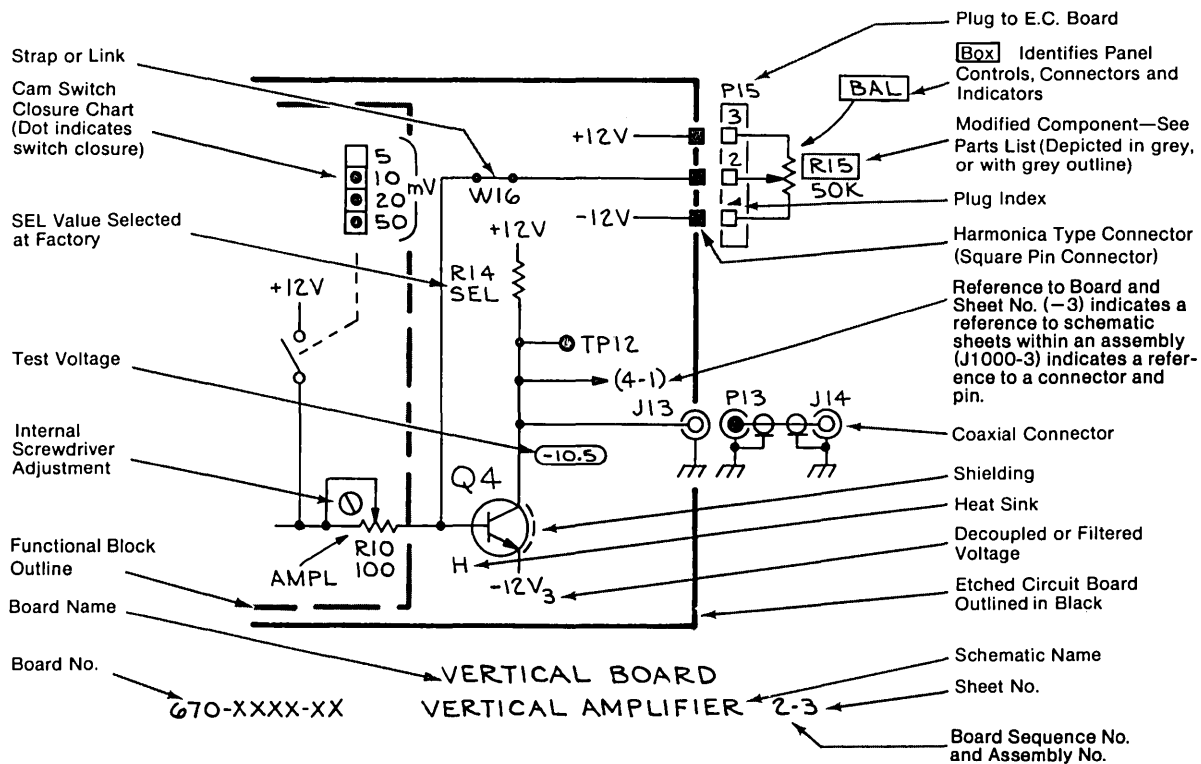 Strap or Link
Cam Switch
Closure Chart
(Dot indicates
switch closure)
SEL Value Selected
at Factory
Test Voltage
Internal
Screwdriver
Adjustment
Functional Block
Outline
Board Name
Board No.
5
10
20
50
mV
+12V
AMPL
R10
100
W16
+12V
R14
SEL
TP12
(4-1)
J13
-10.5
Q4
H
-12V3
+12V
-12V
P15
3
2
BAL
R15
50K
P13
J14
Plug to E.C. Board
Box Identifies Panel
Controls, Connectors and
Indicators
Modified Component—See
Parts List (Depicted in grey,
or with grey outline)
Plug Index
Harmonica Type Connector
(Square Pin Connector)
Reference to Board and
Sheet No. (–3) indicates a
reference to schematic
sheets within an assembly
(J1000-3) indicates a refer-
ence to a connector and
pin.
Coaxial Connector
Shielding
Heat Sink
Decoupled or Filtered
Voltage
Etched Circuit Board
Outlined in Black
Schematic Name
Sheet No.
Board Sequence No.
and Assembly No.
VERTICAL BOARD
670-XXXX-XX
VERTICAL AMPLIFIER 2-3